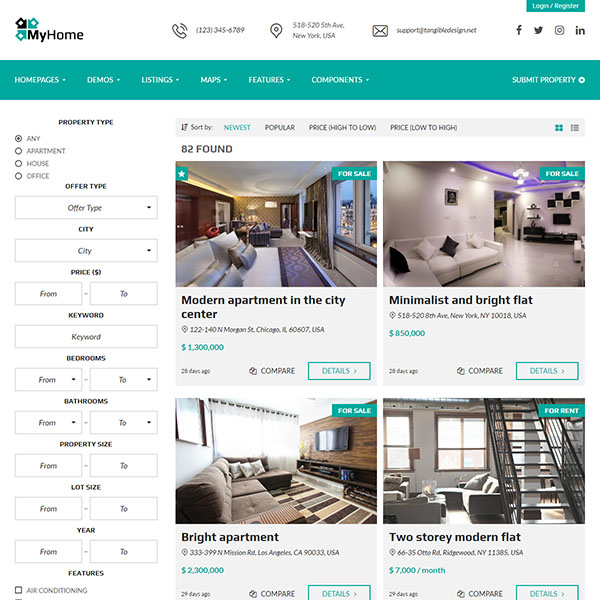 Login / Register
MyHome
(123) 345-6789
518-520 5th Ave,
New York, USA
support@tangibledesign.net
HOMEPAGES
DEMOS
LISTINGS
MAPS
FEATURES
COMPONENTS
SUBMIT PROPERTY
PROPERTY TYPE
ANY
APARTMENT
HOUSE
OFFICE
OFFER TYPE
Offer Type
CITY
City
PRICE ($)
From – To
KEYWORD
Keyword
BEDROOMS
From – To
BATHROOMS
From – To
PROPERTY SIZE
From – To
LOT SIZE
From – To
YEAR
From – To
FEATURES
AIR CONDITIONING
Sort by: NEWEST POPULAR PRICE (HIGH TO LOW) PRICE (LOW TO HIGH)
82 FOUND
FOR SALE
Modern apartment in the city
center
122-140 N Morgan St, Chicago, IL 60607, USA
$ 1,300,000
28 days ago COMPARE DETAILS >
FOR SALE
Minimalist and bright flat
518-520 8th Ave, New York, NY 10018, USA
$ 850,000
28 days ago COMPARE DETAILS >
FOR SALE
Bright apartment
333-399 N Mission Rd, Los Angeles, CA 90033, USA
$ 2,300,000
29 days ago COMPARE DETAILS >
FOR RENT
Two storey modern flat
66-35 Otto Rd, Ridgewood, NY 11385, USA
$ 7,000 / month
29 days ago COMPARE DETAILS >